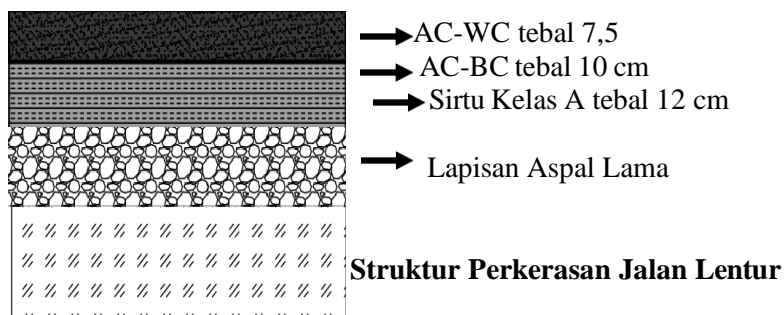 AC-WC tebal 7,5
AC-BC tebal 10 cm
Sirtu Kelas A tebal 12 cm
Lapisan Aspal Lama
Struktur Perkerasan Jalan Lentur